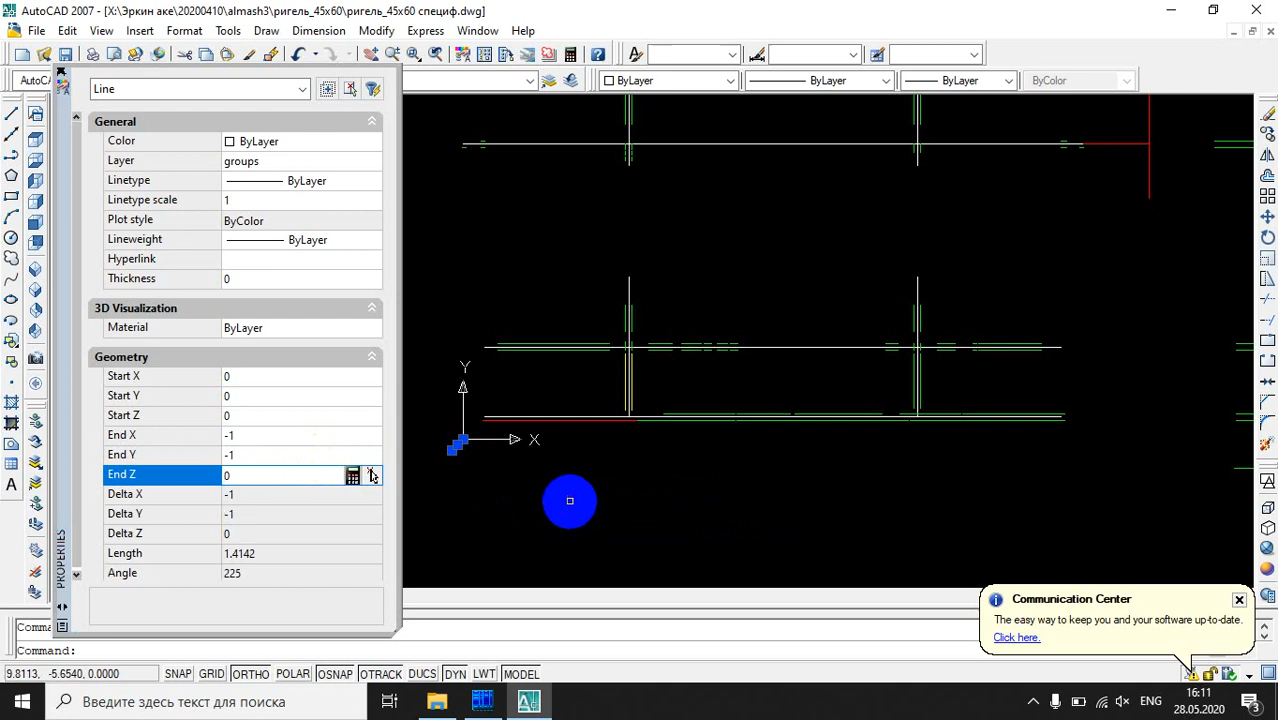 AutoCAD 2007 - [X:\Эркин аке\20200410\almash3\ригель_45x60\ригель_45x60 специф.dwg]
File Edit View Insert Format Tools Draw Dimension Modify Express Window Help
AutoC
ByLayer
ByLayer
ByLayer
ByColor
Line
General
Color ByLayer
Layer groups
Linetype ByLayer
Linetype scale 1
Plot style ByColor
Lineweight ByLayer
Hyperlink
Thickness 0
3D Visualization
Material ByLayer
Geometry
Start X 0
Start Y 0
Start Z 0
End X -1
End Y -1
End Z 0
Delta X -1
Delta Y -1
Delta Z 0
Length 1.4142
Angle 225
PROPERTIES
Y
X
A
Communication Center
The easy way to keep you and your software up-to-date.
Click here.
Comma
Command:
9.8113, -5.6540, 0.0000 SNAP GRID ORTHO POLAR OSNAP OTRACK DUCS DYN LWT MODEL
Введите здесь текст для поиска
ENG
16:11
28.05.2020
3